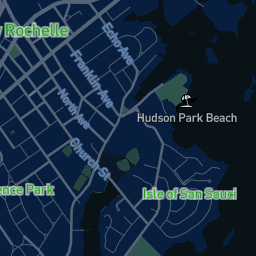 Echo Ave
Rochelle
Franklin Ave
North Ave
Hudson Park Beach
Church St
ence Park
Isle of San Souci